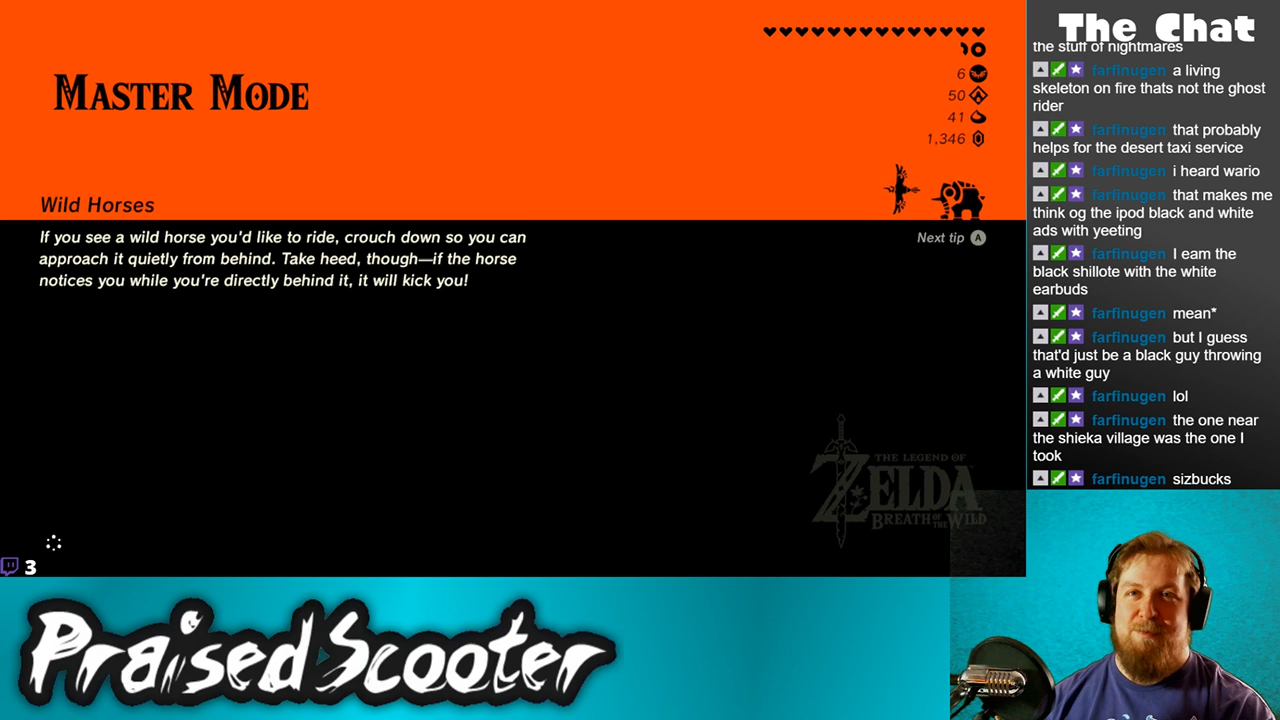 Master Mode
6
50
41
1,346
Wild Horses
If you see a wild horse you'd like to ride, crouch down so you can
approach it quietly from behind. Take heed, though—if the horse
notices you while you're directly behind it, it will kick you!
Next tip A
THE LEGEND OF
ZELDA
BREATH OF THE WILD
3
PraisedScooter
The Chat
the stuff of nightmares
farfinugen a living
skeleton on fire thats not the ghost
rider
farfinugen that probably
helps for the desert taxi service
farfinugen i heard wario
farfinugen that makes me
think og the ipod black and white
ads with yeeting
farfinugen I eam the
black shillote with the white
earbuds
farfinugen mean*
farfinugen but I guess
that'd just be a black guy throwing
a white guy
farfinugen lol
farfinugen the one near
the shieka village was the one I
took
farfinugen sizbucks